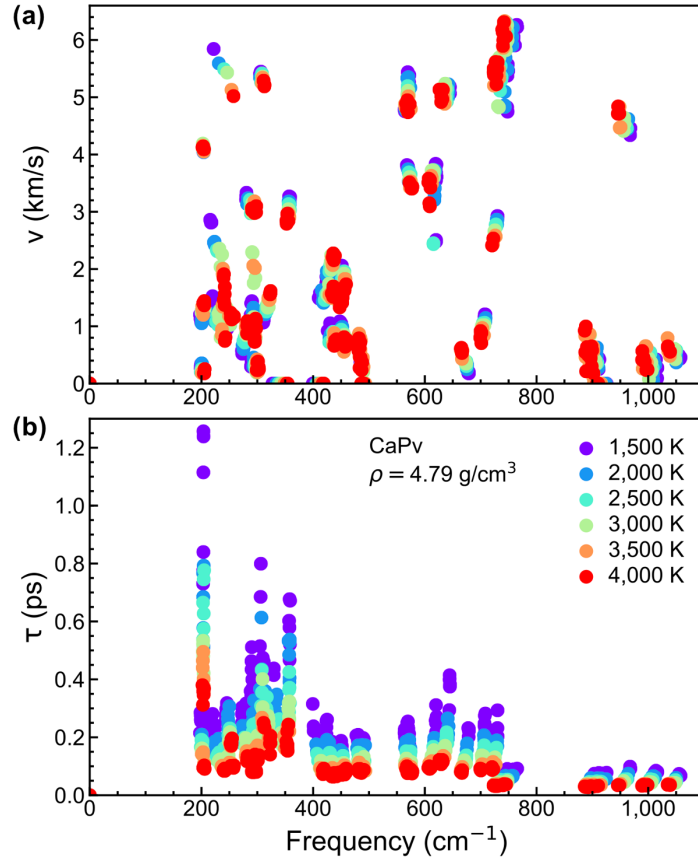 (a)
6
5
4
3
2
1
0
v (km/s)
0
200
400
600
800
1,000
(b)
1.2
1.0
0.8
0.6
0.4
0.2
0.0
τ (ps)
CaPv
ρ = 4.79 g/cm³
1,500 K
2,000 K
2,500 K
3,000 K
3,500 K
4,000 K
0
200
400
600
800
1,000
Frequency (cm⁻¹)